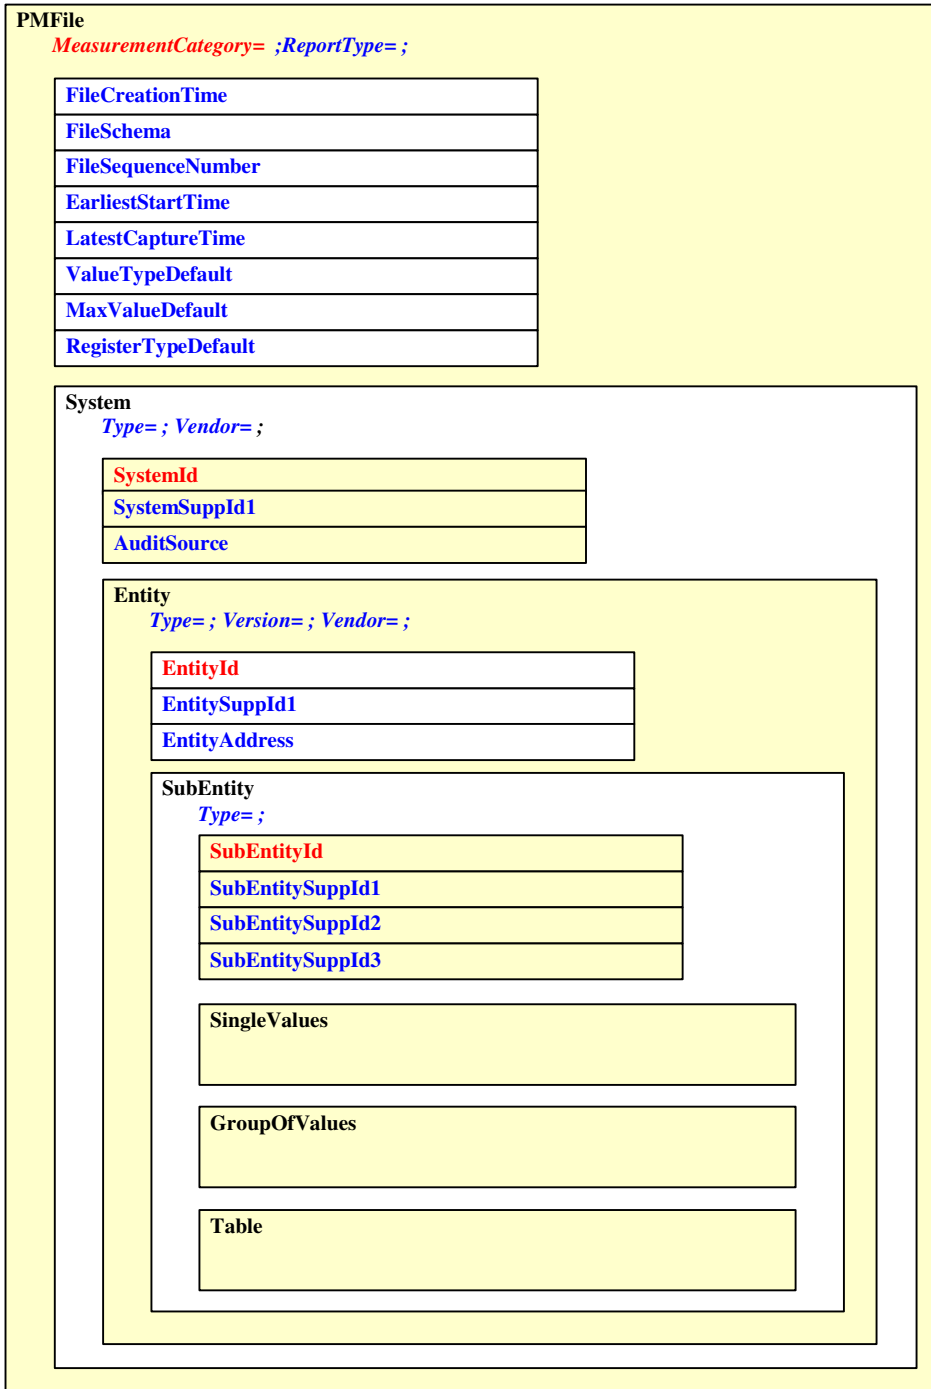 PMFile
MeasurementCategory= ;ReportType= ;
FileCreationTime
FileSchema
FileSequenceNumber
EarliestStartTime
LatestCaptureTime
ValueTypeDefault
MaxValueDefault
RegisterTypeDefault
System
Type= ; Vendor= ;
SystemId
SystemSuppId1
AuditSource
Entity
Type= ; Version= ; Vendor= ;
EntityId
EntitySuppId1
EntityAddress
SubEntity
Type= ;
SubEntityId
SubEntitySuppId1
SubEntitySuppId2
SubEntitySuppId3
SingleValues
GroupOfValues
Table